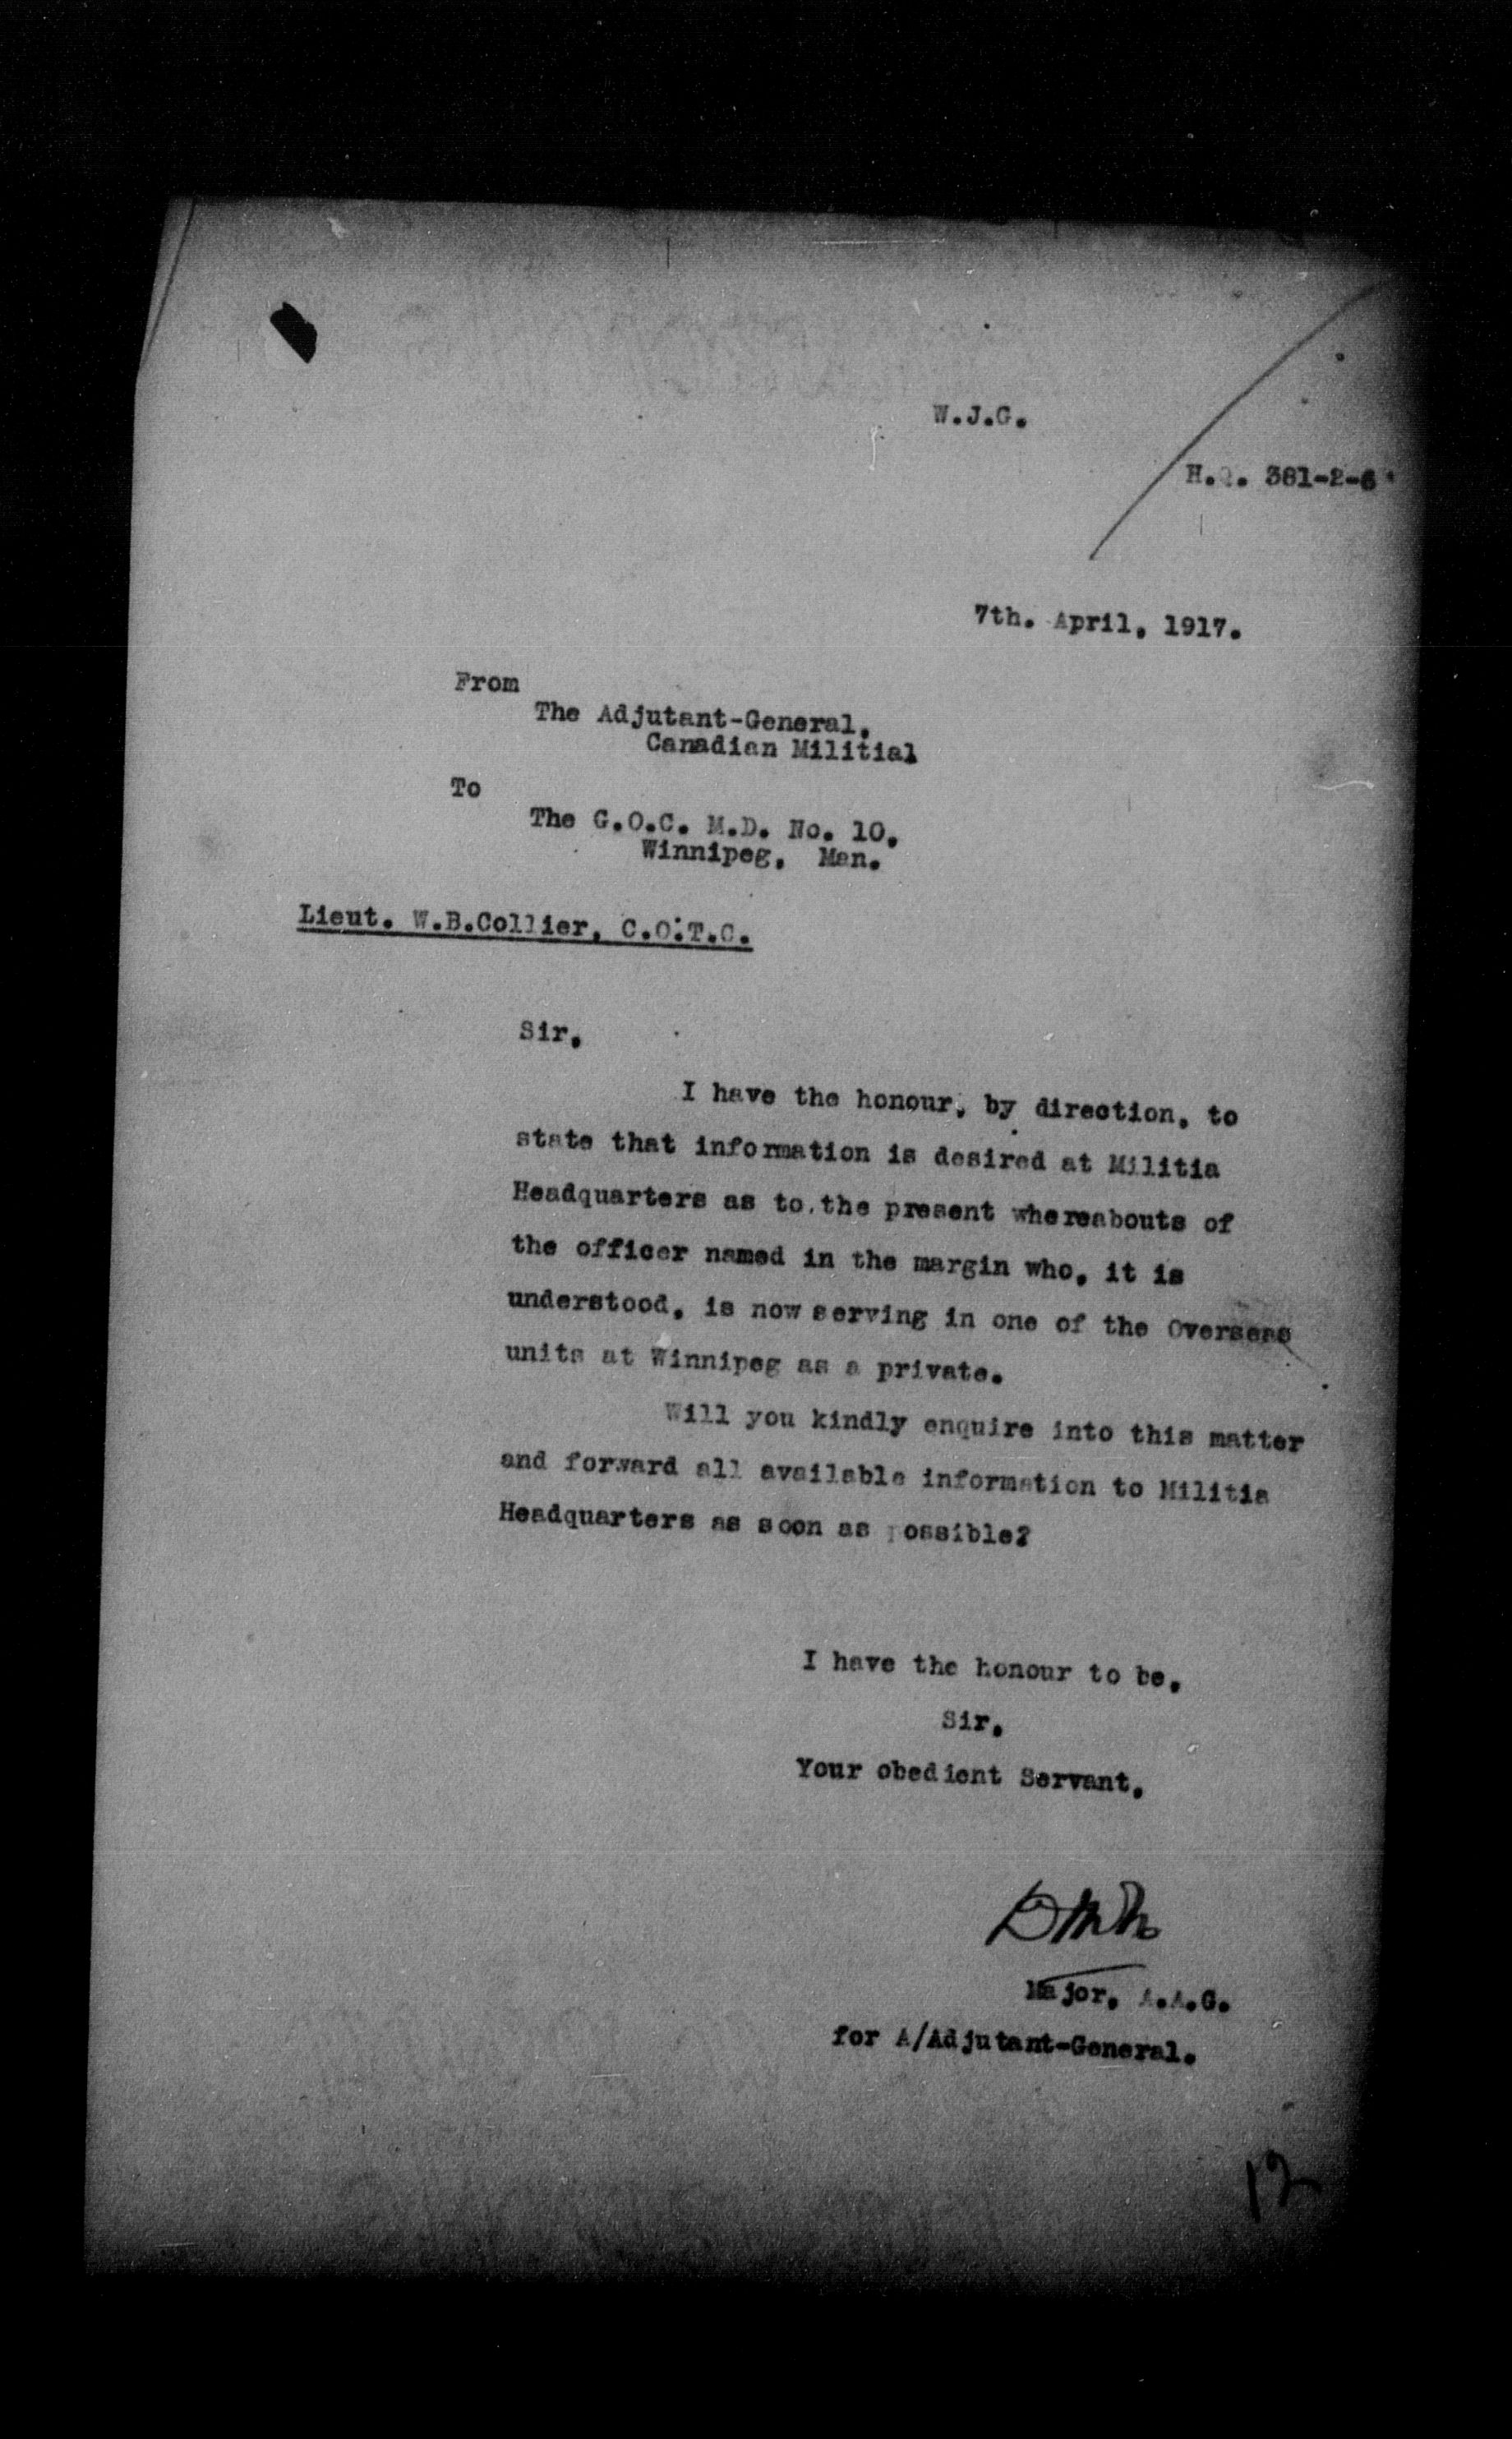 W.J.G.
H.Q. 381-2-6
7th. April, 1917.
From
The Adjutant-General,
Canadian Militial
To
The G.O.C. M.D. No. 10,
Winnipeg, Man.
Lieut. W.B.Collier, C.O.T.C.
Sir,
I have the honour, by direction, to
state that information is desired at Militia
Headquarters as to the present whereabouts of
the officer named in the margin who, it is
understood, is now serving in one of the Overseas
units at Winnipeg as a private.
Will you kindly enquire into this matter
and forward all available information to Militia
Headquarters as soon as possible?
I have the honour to be,
Sir,
Your obedient Servant,
Major, A.A.G.
for A/Adjutant-General.
12